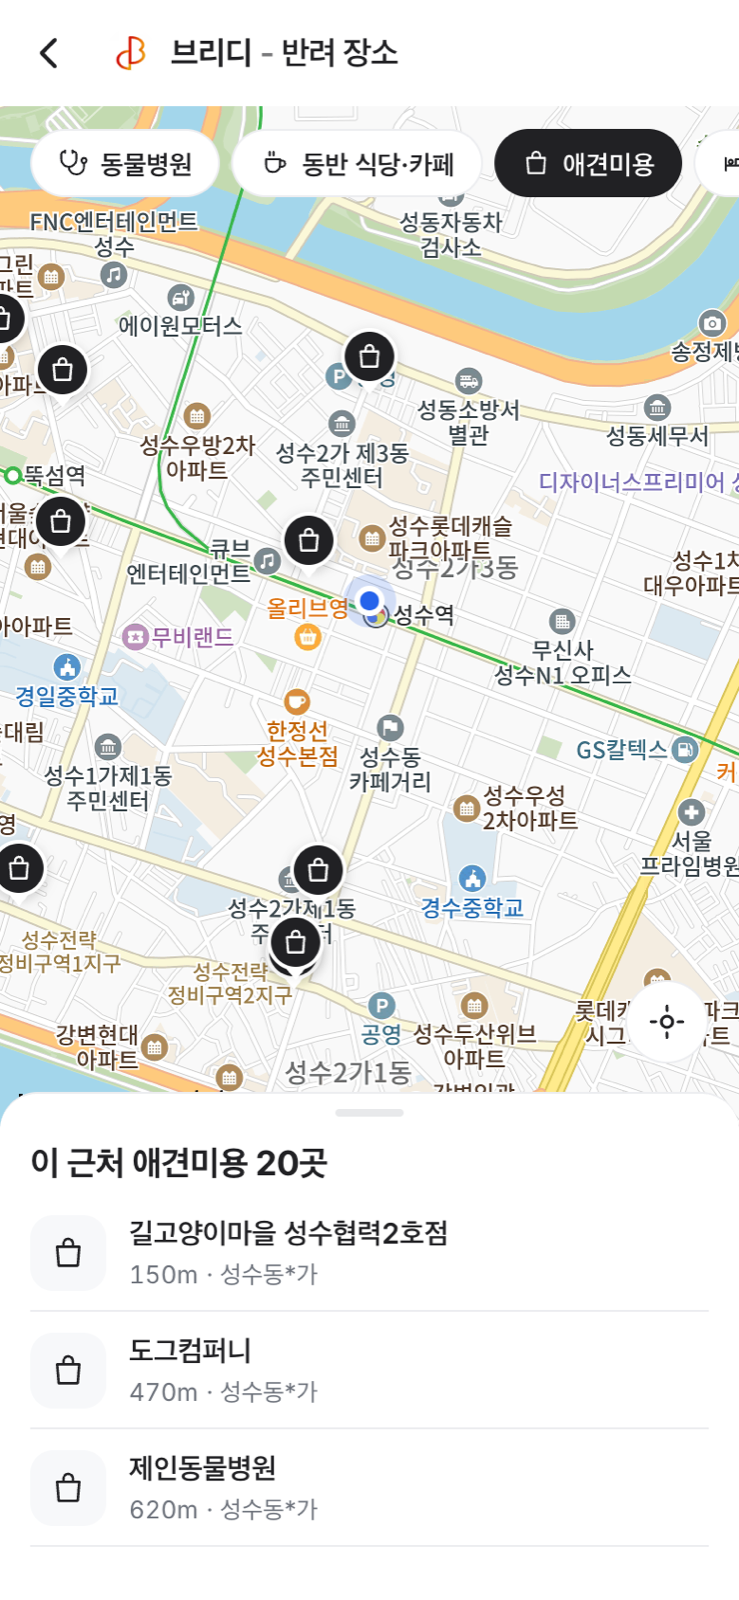 브리디 - 반려 장소
동물병원
동반 식당·카페
애견미용
FNC엔터테인먼트
성수
성동자동차
검사소
그린
에이원모터스
송정제방
성동소방서
별관
성동세무서
성수우방2차
아파트
성수2가 제3동
주민센터
뚝섬역
디자이너스프리미어
성수롯데캐슬
파크아파트
큐브
엔터테인먼트
성수2가3동
성수1차
대우아파트
올리브영
성수역
아아파트
무비랜드
무신사
성수N1 오피스
경일중학교
한정선
성수본점
성수동
카페거리
GS칼텍스
대림
성수1가제1동
주민센터
커
성수우성
2차아파트
영
서울
프라임병원
성수2가제1동
경수중학교
성수전략
정비구역1지구
성수전략
정비구역2지구
공영
성수두산위브
아파트
강변현대
아파트
성수2가1동
이 근처 애견미용 20곳
길고양이마을 성수협력2호점
150m · 성수동*가
도그컴퍼니
470m · 성수동*가
제인동물병원
620m · 성수동*가